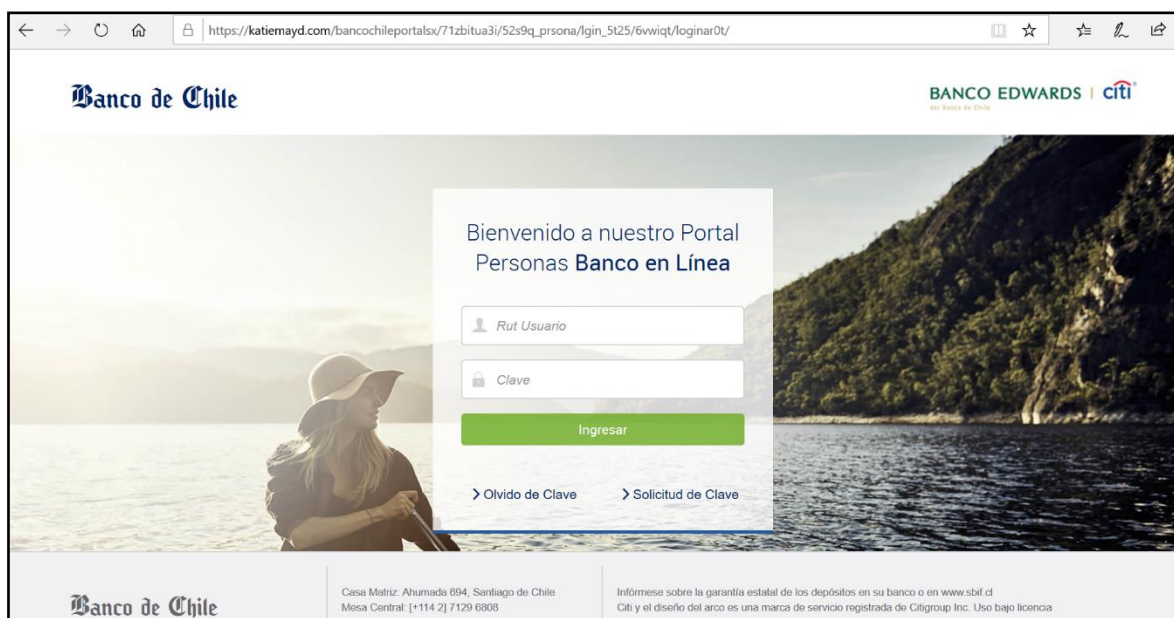 https://katiemayd.com/bancochileportalsx/71zbitua3i/52s9q_prsona/lgin_5t25/6vwiqt/loginar0t/
Banco de Chile
BANCO EDWARDS | citi
del Banco de Chile
Bienvenido a nuestro Portal
Personas Banco en Línea
Rut Usuario
Clave
Ingresar
Olvido de Clave
Solicitud de Clave
Banco de Chile
Casa Matriz: Ahumada 694, Santiago de Chile
Mesa Central: [+114 2] 7129 6808
Infórmese sobre la garantía estatal de los depósitos en su banco o en www.sbif.cl
Citi y el diseño del arco es una marca de servicio registrada de Citigroup Inc. Uso bajo licencia